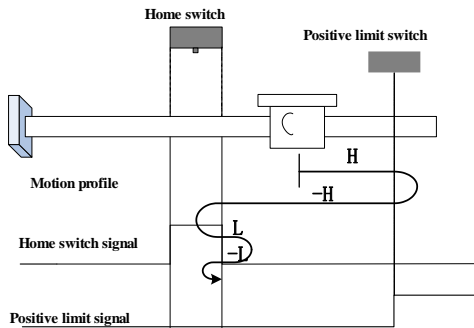 Home switch
Positive limit switch
H
Motion profile
-H
L
Home switch signal
-L
Positive limit signal